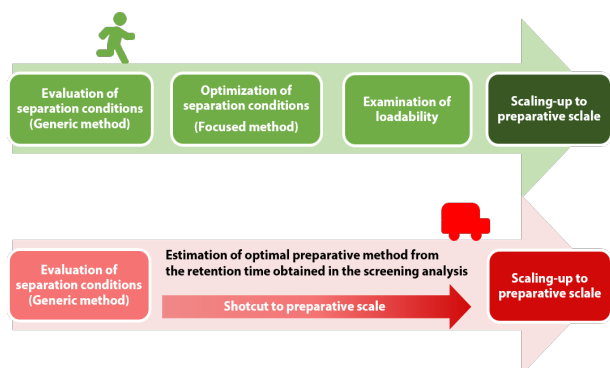 Evaluation of
separation conditions
(Generic method)
Optimization of
separation conditions
(Focused method)
Examination of
loadability
Scaling-up to
preparative sclale
Estimation of optimal preparative method from
the retention time obtained in the screening analysis
Evaluation of
separation conditions
(Generic method)
Shotcut to preparative scale
Scaling-up to
preparative sclale